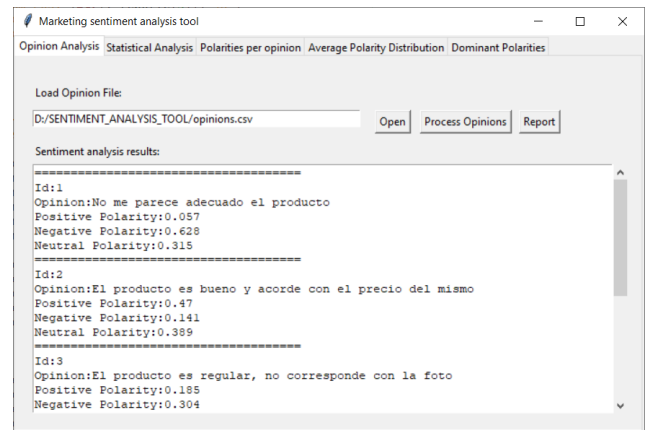 Marketing sentiment analysis tool
Opinion Analysis Statistical Analysis Polarities per opinion Average Polarity Distribution Dominant Polarities
Load Opinion File:
D:/SENTIMENT_ANALYSIS_TOOL/opinions.csv Open Process Opinions Report
Sentiment analysis results:
=====================================
Id:1
Opinion:No me parece adecuado el producto
Positive Polarity:0.057
Negative Polarity:0.628
Neutral Polarity:0.315
=====================================
Id:2
Opinion:El producto es bueno y acorde con el precio del mismo
Positive Polarity:0.47
Negative Polarity:0.141
Neutral Polarity:0.389
=====================================
Id:3
Opinion:El producto es regular, no corresponde con la foto
Positive Polarity:0.185
Negative Polarity:0.304